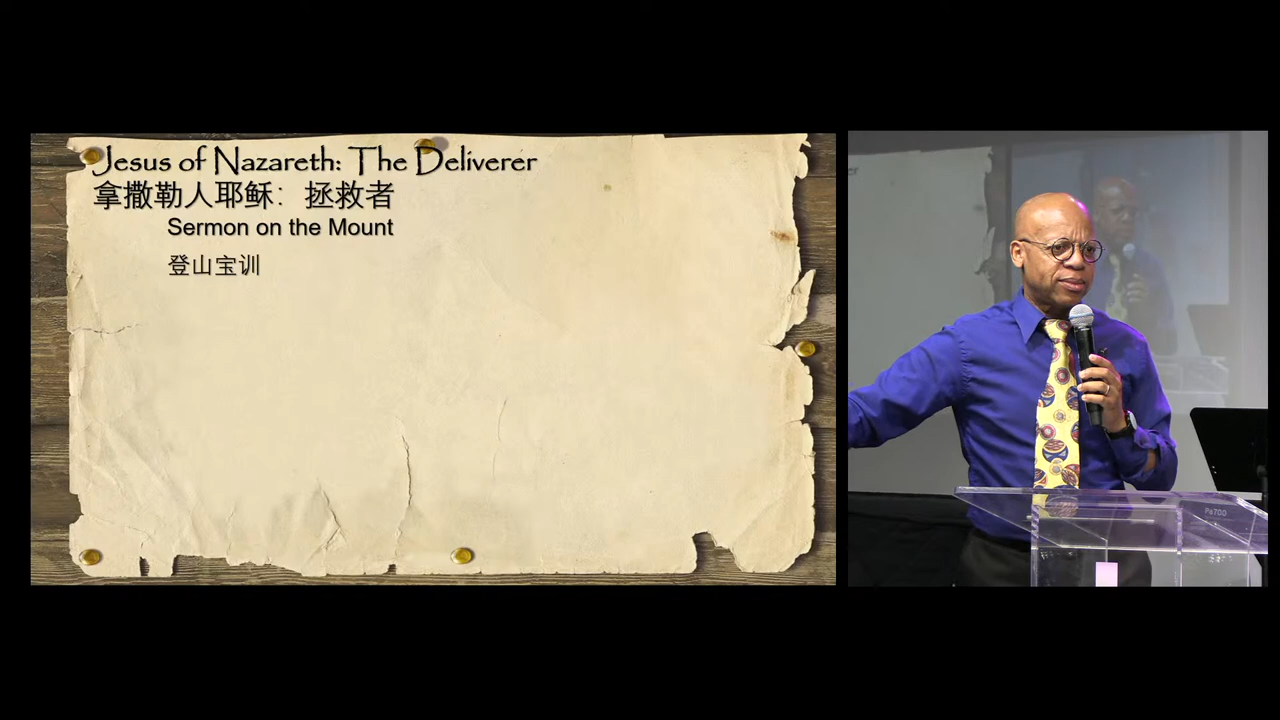 Jesus of Nazareth: The Deliverer
拿撒勒人耶稣：拯救者
Sermon on the Mount
登山宝训